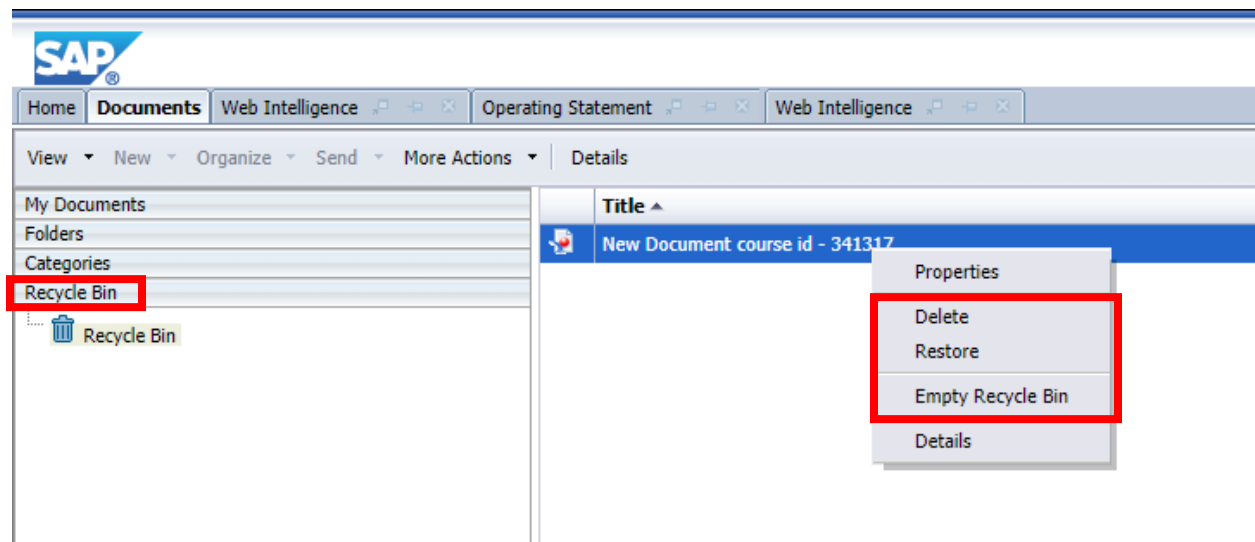 SAP®
Home Documents Web Intelligence Operating Statement Web Intelligence
View New Organize Send More Actions Details
My Documents
Folders
Categories
Recycle Bin
Recycle Bin
Title
New Document course id - 341317
Properties
Delete
Restore
Empty Recycle Bin
Details